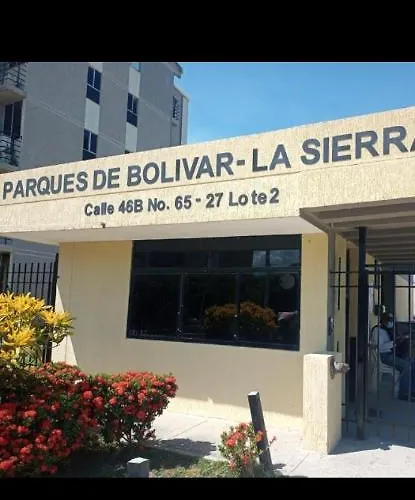 PARQUES DE BOLIVAR - LA SIERRA
Calle 46B No. 65 - 27 Lote 2